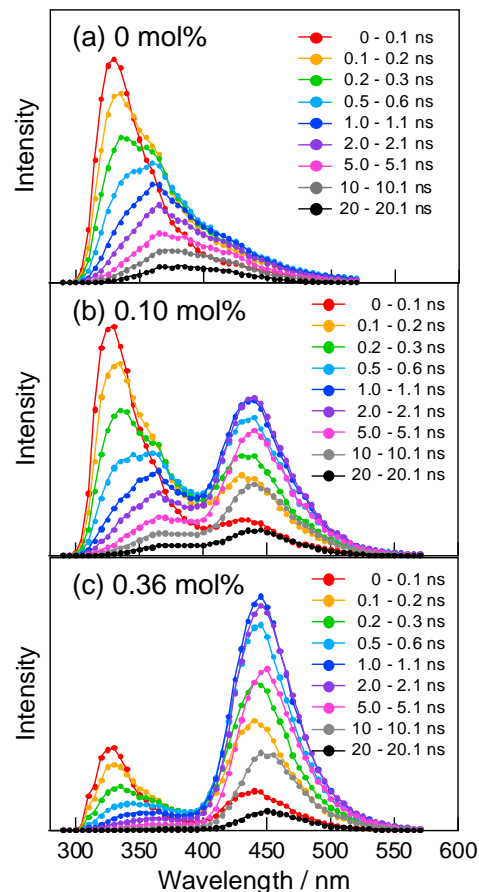 (a) 0 mol%
0 - 0.1 ns
0.1 - 0.2 ns
0.2 - 0.3 ns
0.5 - 0.6 ns
1.0 - 1.1 ns
2.0 - 2.1 ns
5.0 - 5.1 ns
10 - 10.1 ns
20 - 20.1 ns
Intensity
(b) 0.10 mol%
0 - 0.1 ns
0.1 - 0.2 ns
0.2 - 0.3 ns
0.5 - 0.6 ns
1.0 - 1.1 ns
2.0 - 2.1 ns
5.0 - 5.1 ns
10 - 10.1 ns
20 - 20.1 ns
Intensity
(c) 0.36 mol%
0 - 0.1 ns
0.1 - 0.2 ns
0.2 - 0.3 ns
0.5 - 0.6 ns
1.0 - 1.1 ns
2.0 - 2.1 ns
5.0 - 5.1 ns
10 - 10.1 ns
20 - 20.1 ns
Intensity
300 350 400 450 500 550 600
Wavelength / nm